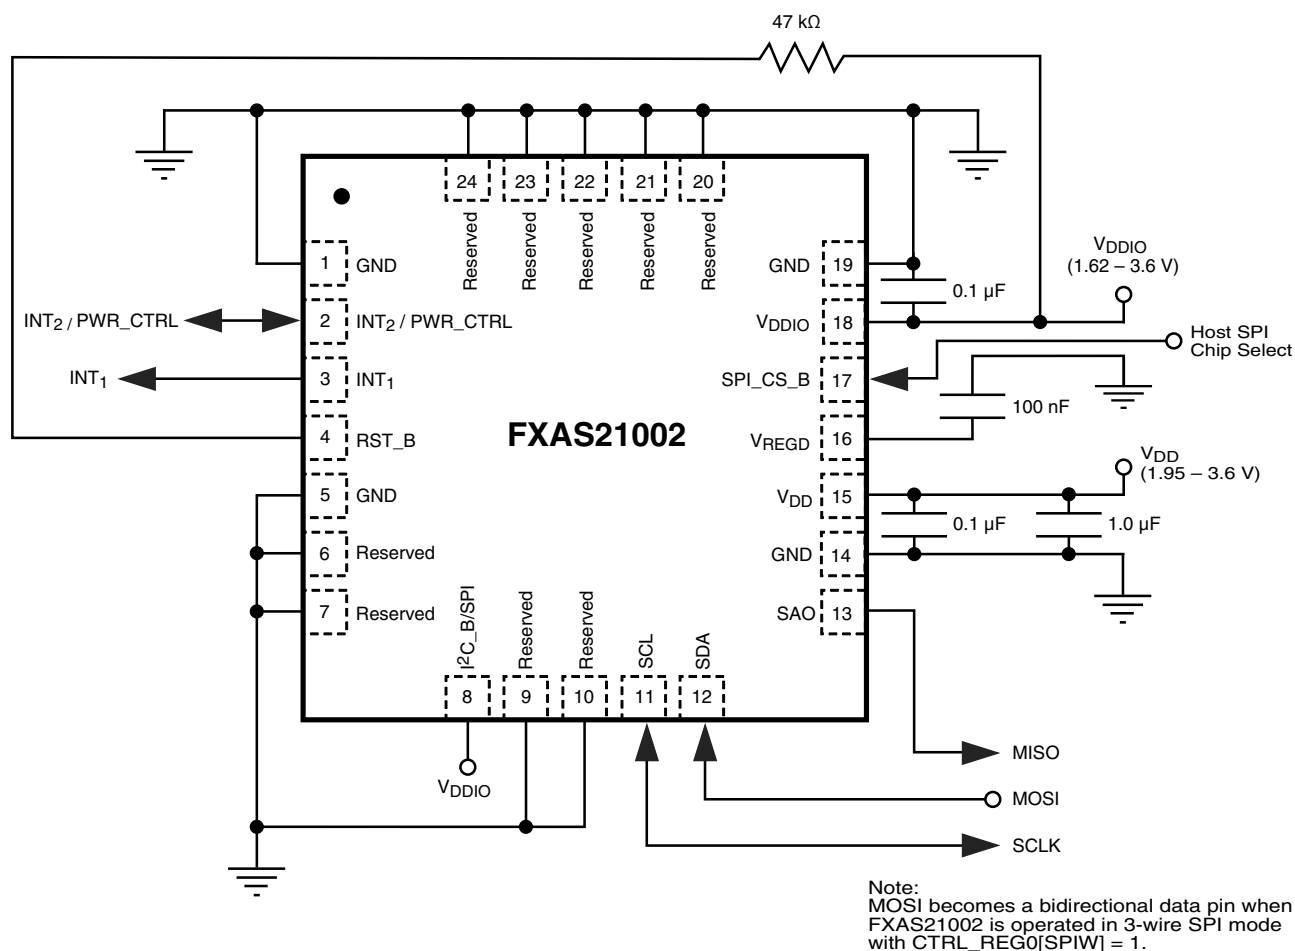 47 kΩ
24
23
22
21
20
Reserved
Reserved
Reserved
Reserved
Reserved
1
GND
INT2 / PWR_CTRL
2
INT2 / PWR_CTRL
INT1
3
INT1
4
RST_B
5
GND
6
Reserved
7
Reserved
FXAS21002
GND
19
0.1 µF
VDDIO
18
VDDIO
(1.62 – 3.6 V)
SPI_CS_B
17
Host SPI
Chip Select
VREGD
16
100 nF
VDD
15
VDD
(1.95 – 3.6 V)
0.1 µF
1.0 µF
GND
14
SAO
13
I2C_B/SPI
Reserved
Reserved
SCL
SDA
8
9
10
11
12
VDDIO
MISO
MOSI
SCLK
Note:
MOSI becomes a bidirectional data pin when
FXAS21002 is operated in 3-wire SPI mode
with CTRL_REG0[SPIW] = 1.